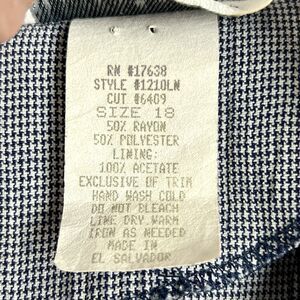 RN #17638
STYLE #1210LN
CUT #6409
SIZE 18
50% RAYON
50% POLYESTER
LINING:
100% ACETATE
EXCLUSIVE OF TRIM
HAND WASH COLD
DO NOT BLEACH
LINE DRY WARM
IRON AS NEEDED
MADE IN
EL SALVADOR